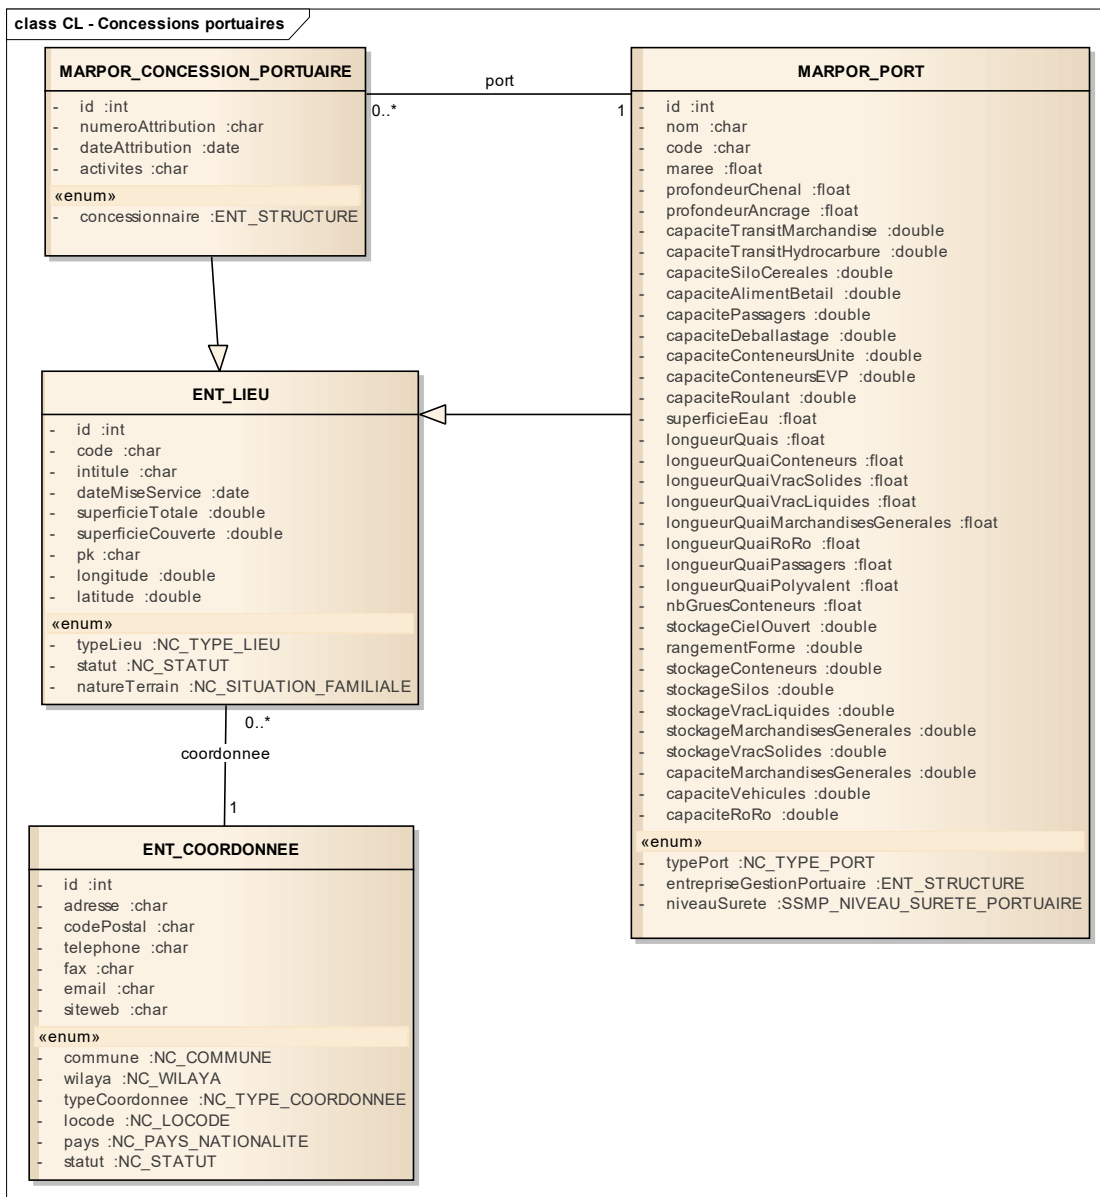 class CL - Concessions portuaires
MARPOR_CONCESSION_PORTUAIRE
- id :int
- numeroAttribution :char
- dateAttribution :date
- activites :char
«enum»
- concessionnaire :ENT_STRUCTURE
port
0..*
1
MARPOR_PORT
- id :int
- nom :char
- code :char
- maree :float
- profondeurChenal :float
- profondeurAncrage :float
- capaciteTransitMarchandise :double
- capaciteTransitHydrocarbure :double
- capaciteSiloCereales :double
- capaciteAlimentBetail :double
- capacitePassagers :double
- capaciteDeballastage :double
- capaciteConteneursUnite :double
- capaciteConteneursEVP :double
- capaciteRoulant :double
- superficieEau :float
- longueurQuais :float
- longueurQuaiConteneurs :float
- longueurQuaiVracSolides :float
- longueurQuaiVracLiquides :float
- longueurQuaiMarchandisesGenerales :float
- longueurQuaiRoRo :float
- longueurQuaiPassagers :float
- longueurQuaiPolyvalent :float
- nbGruesConteneurs :float
- stockageCielOuvert :double
- rangementForme :double
- stockageConteneurs :double
- stockageSilos :double
- stockageVracLiquides :double
- stockageMarchandisesGenerales :double
- stockageVracSolides :double
- capaciteMarchandisesGenerales :double
- capaciteVehicules :double
- capaciteRoRo :double
«enum»
- typePort :NC_TYPE_PORT
- entrepriseGestionPortuaire :ENT_STRUCTURE
- niveauSurete :SSMP_NIVEAU_SURETE_PORTUAIRE
ENT_LIEU
- id :int
- code :char
- intitule :char
- dateMiseService :date
- superficieTotale :double
- superficieCouverte :double
- pk :char
- longitude :double
- latitude :double
«enum»
- typeLieu :NC_TYPE_LIEU
- statut :NC_STATUT
- natureTerrain :NC_SITUATION_FAMILIALE
0..*
coordonnee
1
ENT_COORDONNEE
- id :int
- adresse :char
- codePostal :char
- telephone :char
- fax :char
- email :char
- siteweb :char
«enum»
- commune :NC_COMMUNE
- wilaya :NC_WILAYA
- typeCoordonnee :NC_TYPE_COORDONNEE
- locode :NC_LOCODE
- pays :NC_PAYS_NATIONALITE
- statut :NC_STATUT